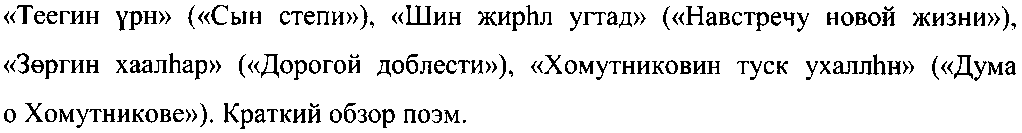 «Теегин үрн» («Сын степи»), «Шин җирһл угтад» («Навстречу новой жизни»),
«Зөргин хаалһар» («Дорогой доблести»), «Хомутниковин туск ухаллһн» («Дума
о Хомутникове»). Краткий обзор поэм.